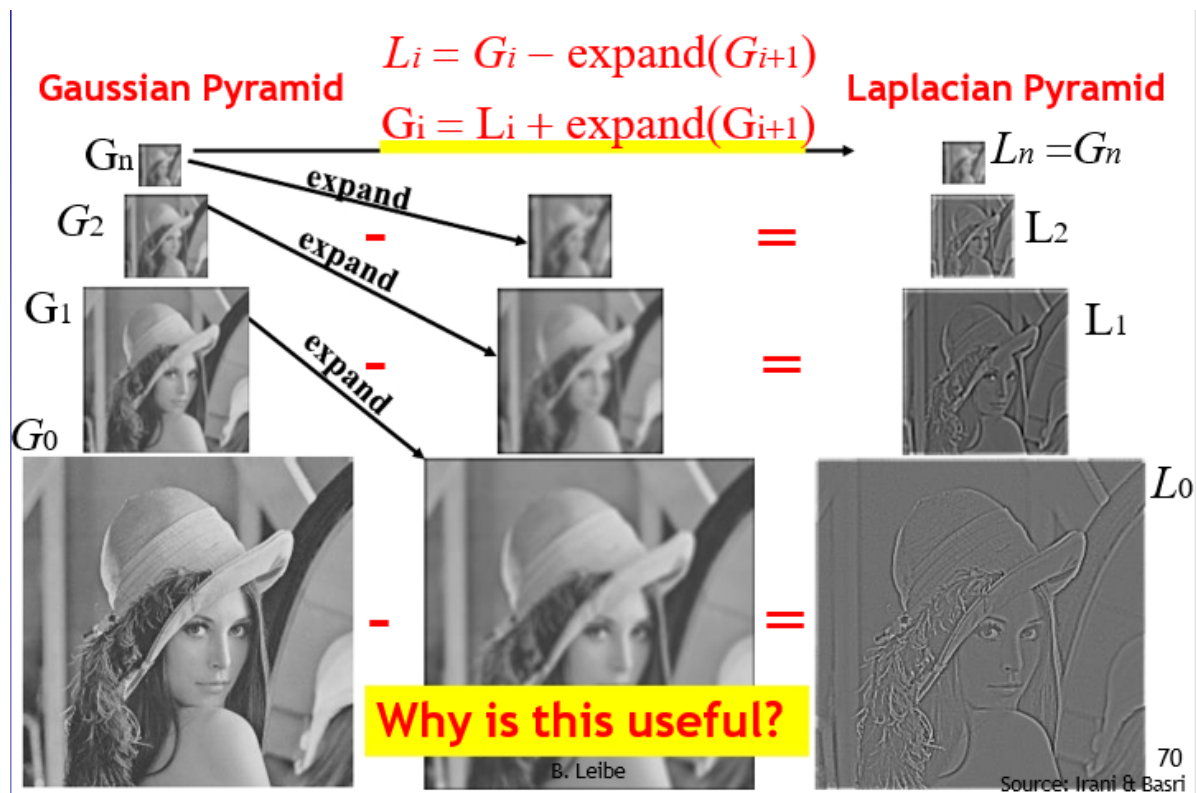 Li = Gi − expand(Gi+1)
Gaussian Pyramid
Laplacian Pyramid
Gi = Li + expand(Gi+1)
Gn
Ln =Gn
expand
G2
-
=
L2
expand
G1
-
=
L1
expand
G0
L0
-
=
Why is this useful?
B. Leibe
70
Source: Irani & Basri